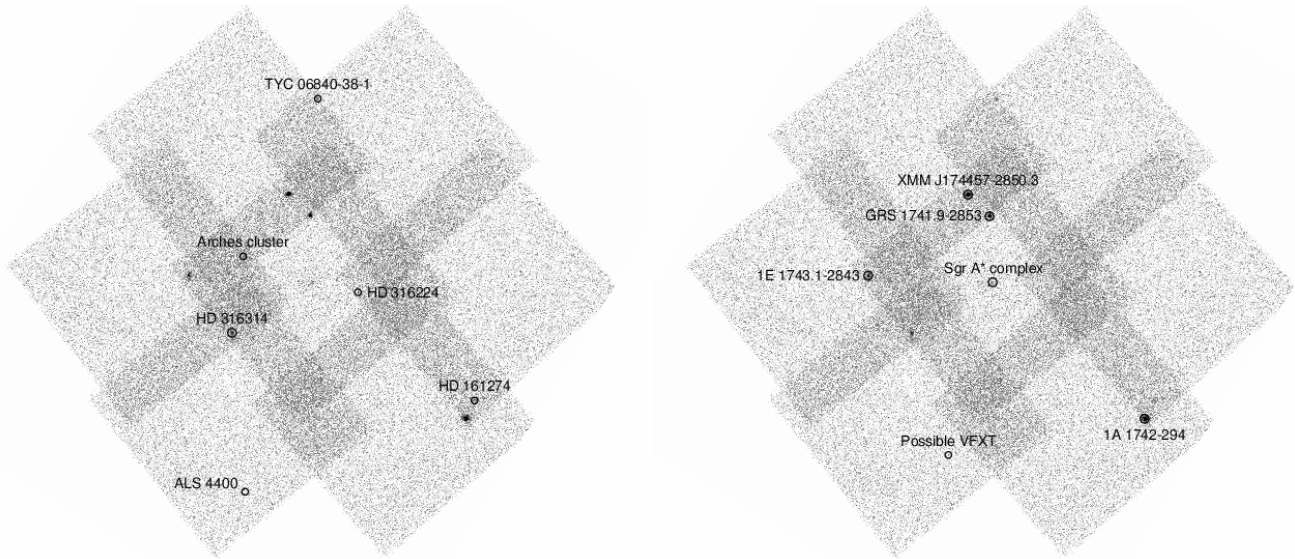 TYC 06840-38-1
Arches cluster
HD 316224
HD 316314
HD 161274
ALS 4400
XMM J174457-2850.3
GRS 1741.9-2853
1E 1743.1-2843
Sgr A* complex
Possible VFXT
1A 1742-294